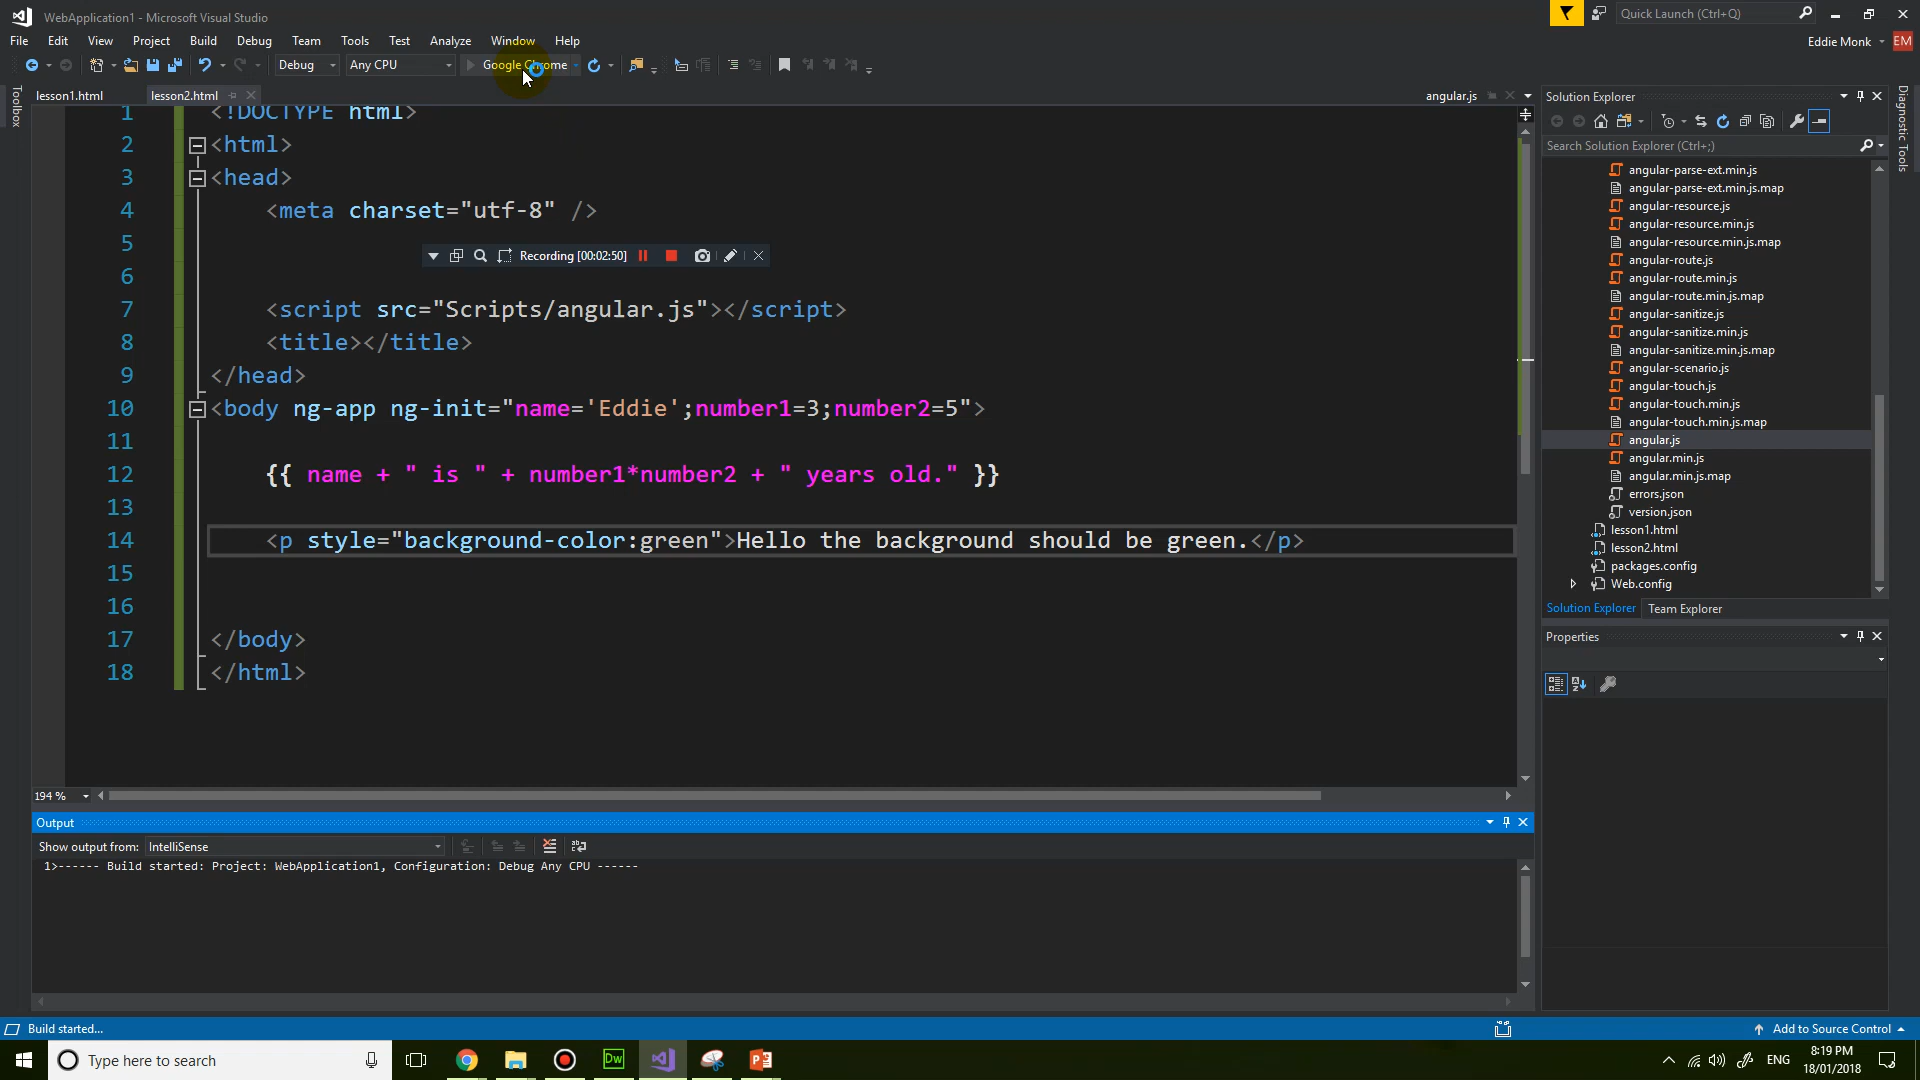 WebApplication1 - Microsoft Visual Studio
Quick Launch (Ctrl+Q)
File Edit View Project Build Debug Team Tools Test Analyze Window Help
Eddie Monk EM
Debug Any CPU Google Chrome
lesson1.html lesson2.html angular.js
Toolbox
1 <!DOCTYPE html>
2 <html>
3 <head>
4 <meta charset="utf-8" />
5
Recording [00:02:50]
6
7 <script src="Scripts/angular.js"></script>
8 <title></title>
9 </head>
10 <body ng-app ng-init="name='Eddie';number1=3;number2=5">
11
12 {{ name + " is " + number1*number2 + " years old." }}
13
14 <p style="background-color:green">Hello the background should be green.</p>
15
16
17 </body>
18 </html>
194 %
Output
Show output from: IntelliSense
1>------ Build started: Project: WebApplication1, Configuration: Debug Any CPU ------
Solution Explorer
Search Solution Explorer (Ctrl+;)
angular-parse-ext.min.js
angular-parse-ext.min.js.map
angular-resource.js
angular-resource.min.js
angular-resource.min.js.map
angular-route.js
angular-route.min.js
angular-route.min.js.map
angular-sanitize.js
angular-sanitize.min.js
angular-sanitize.min.js.map
angular-scenario.js
angular-touch.js
angular-touch.min.js
angular-touch.min.js.map
angular.js
angular.min.js
angular.min.js.map
errors.json
version.json
lesson1.html
lesson2.html
packages.config
Web.config
Solution Explorer Team Explorer
Properties
Diagnostic Tools
Build started... Add to Source Control
Type here to search
Dw
ENG
8:19 PM
18/01/2018